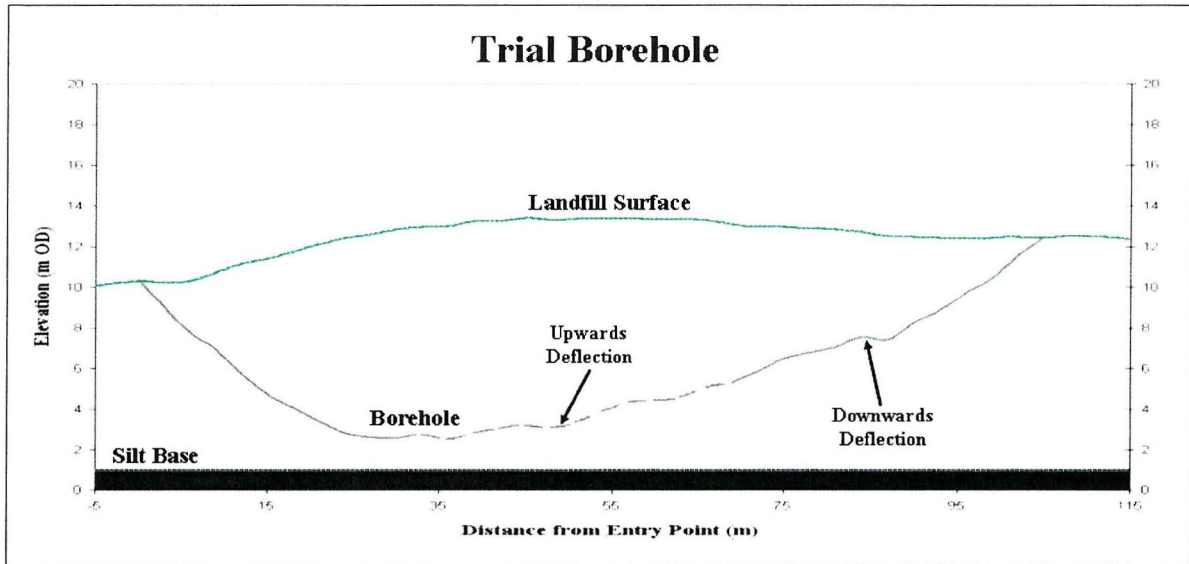 Trial Borehole
20
18
16
14
12
10
8
6
4
2
0
Elevation (m OD)
20
18
16
14
12
10
8
6
4
2
0
Landfill Surface
Upwards
Deflection
Downwards
Deflection
Borehole
Silt Base
-5 15 35 55 75 95 115
Distance from Entry Point (m)